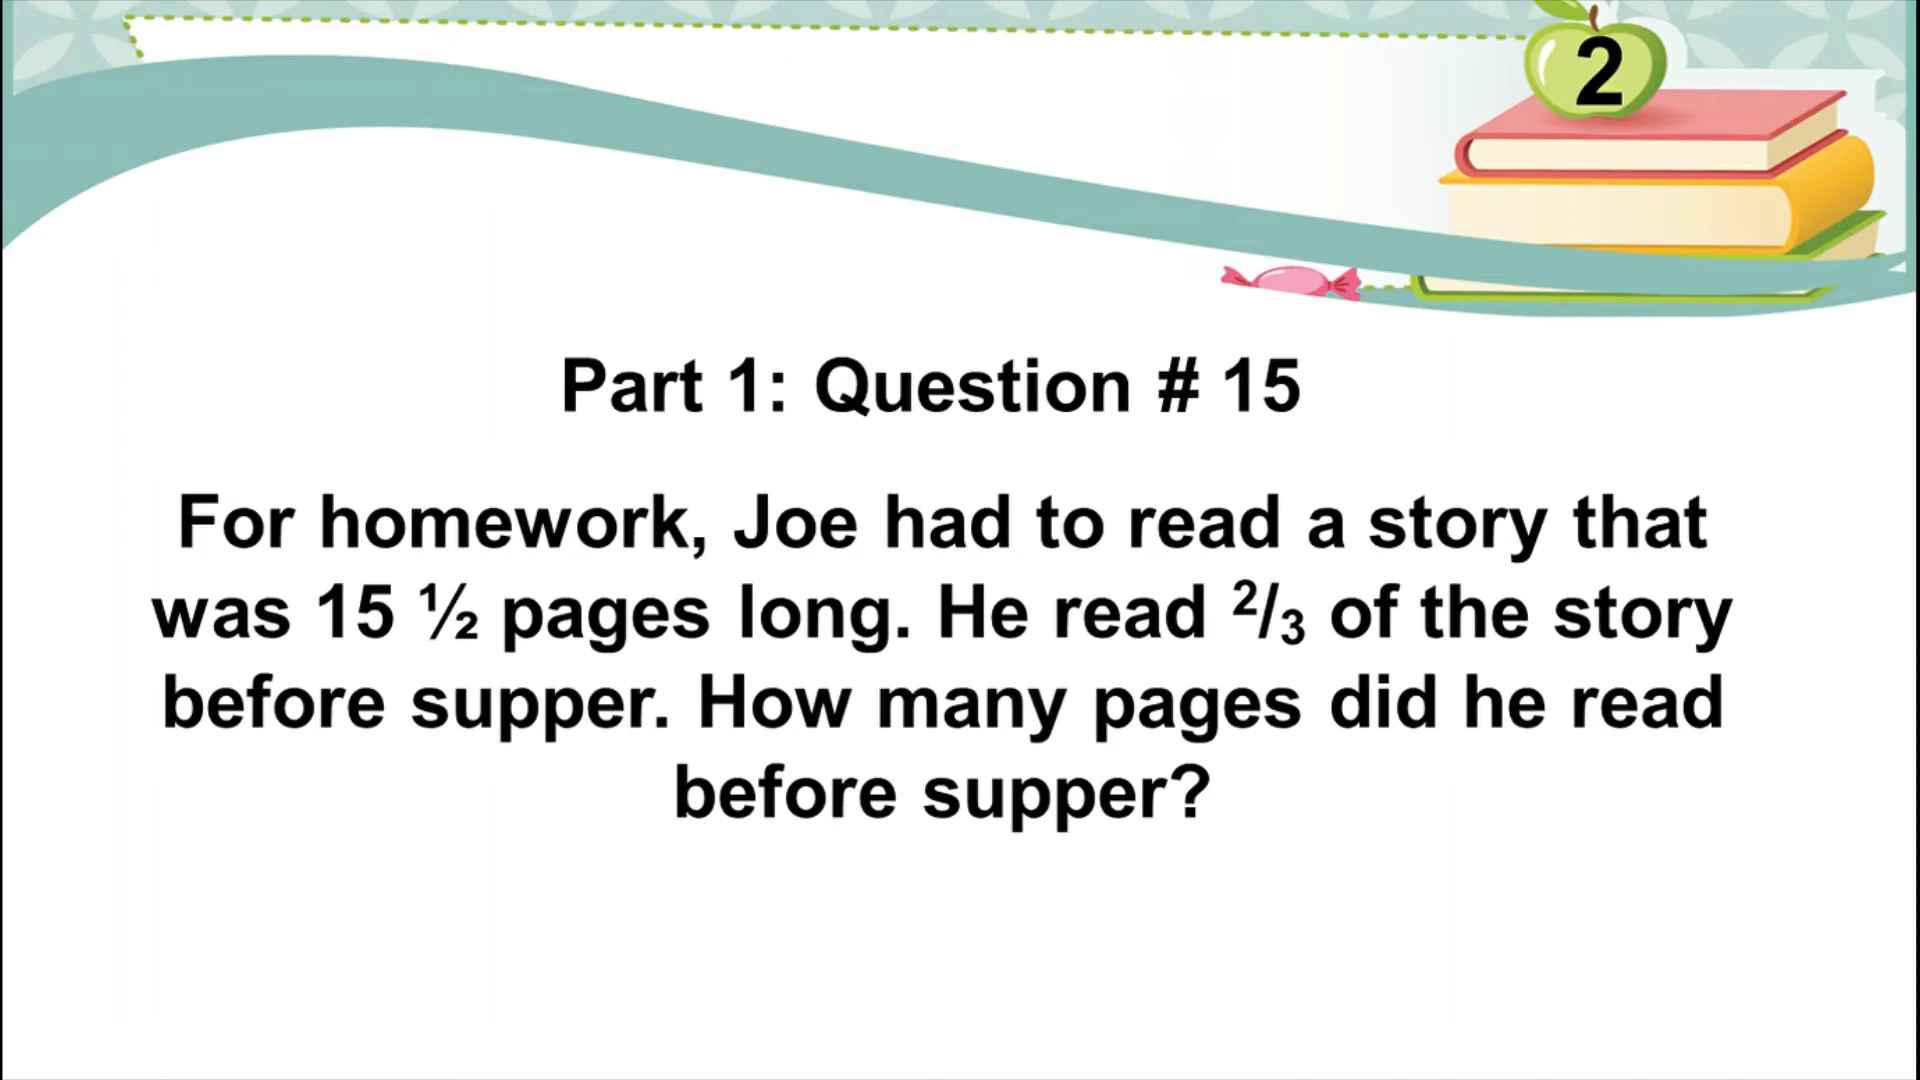 2
Part 1: Question # 15
For homework, Joe had to read a story that
was 15 ½ pages long. He read ²/₃ of the story
before supper. How many pages did he read
before supper?